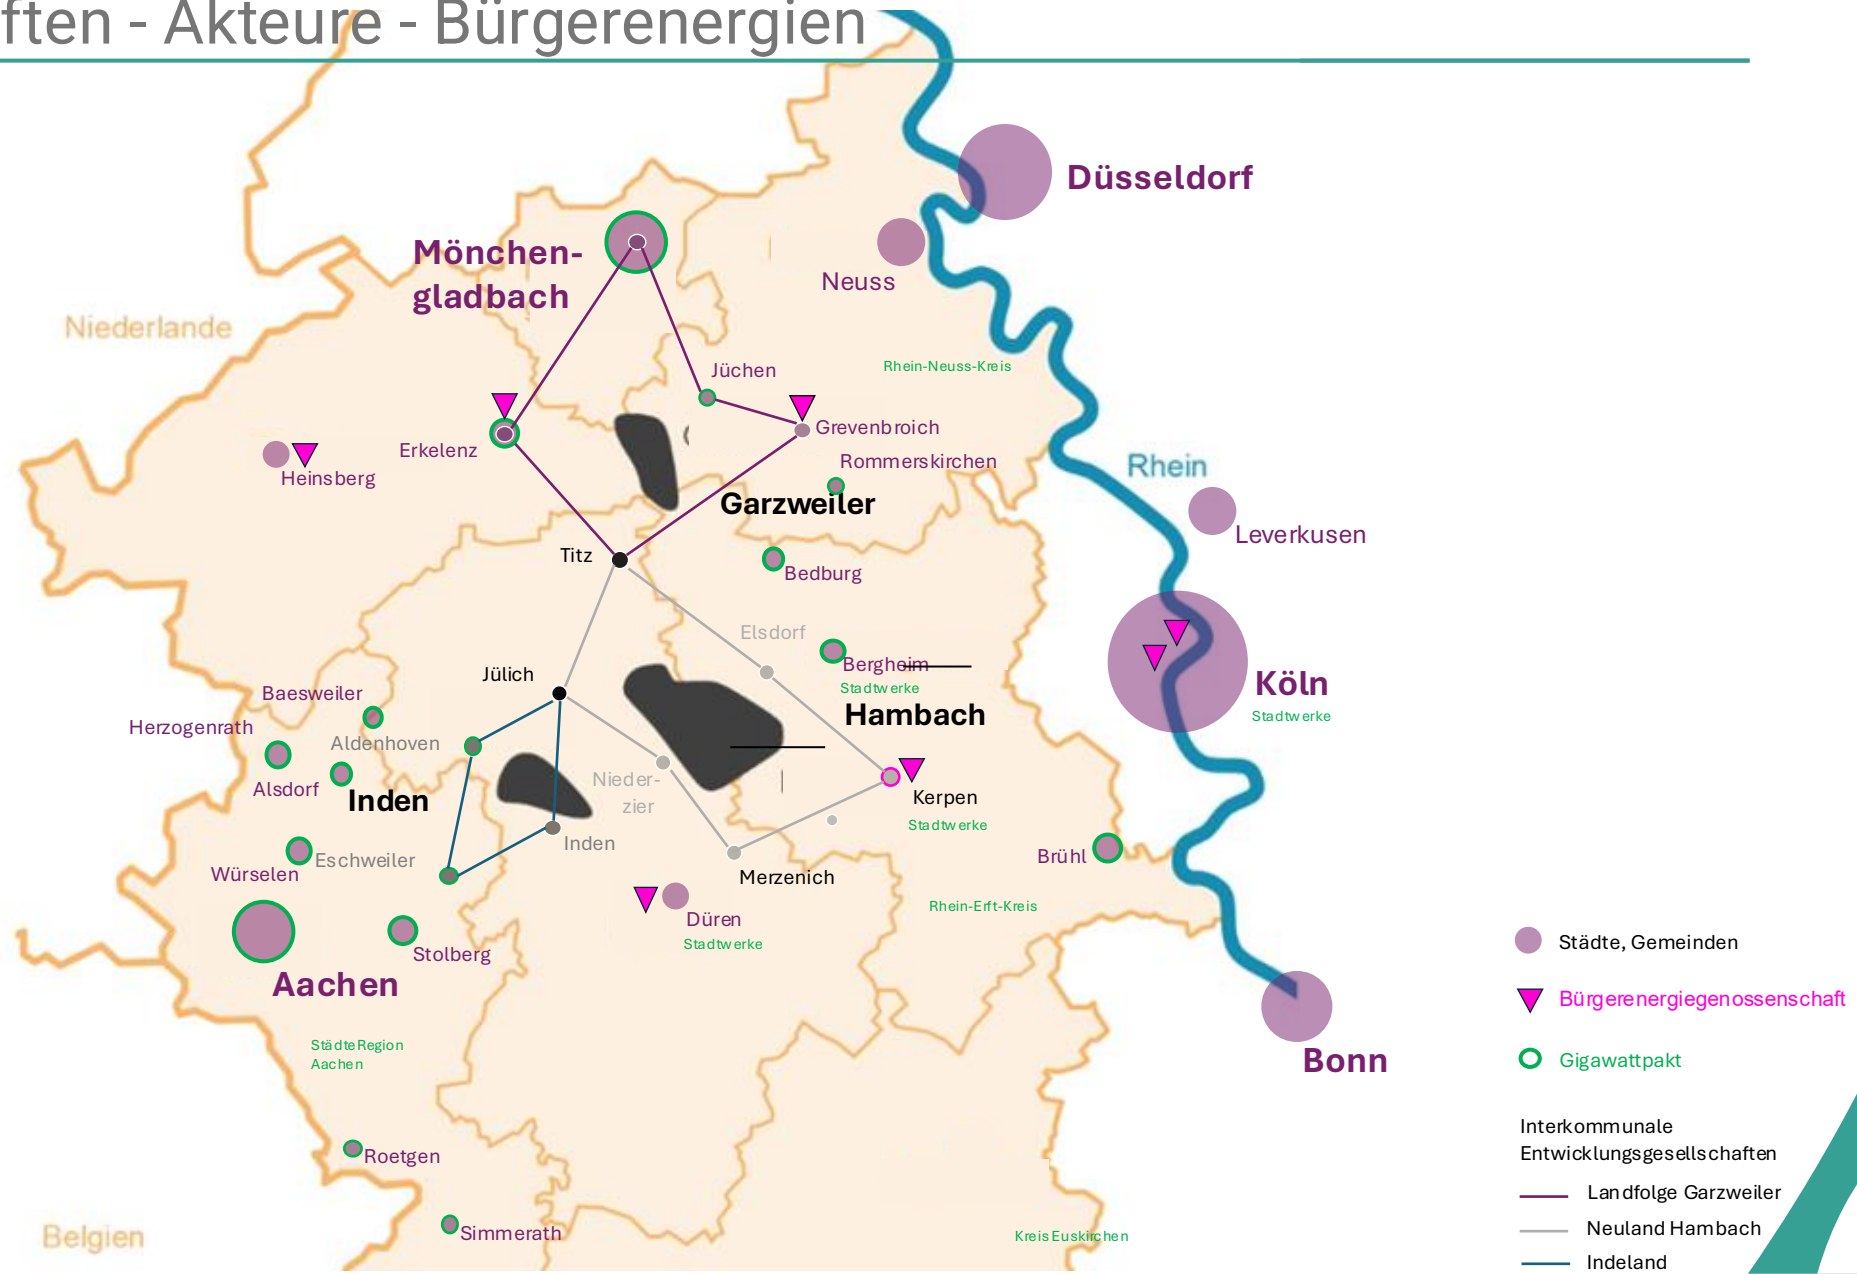 ften - Akteure - Bürgerenergien
Düsseldorf
Mönchen-
gladbach
Neuss
Niederlande
Jüchen
Rhein-Neuss-Kreis
Grevenbroich
Erkelenz
Rommerskirchen
Rhein
Heinsberg
Garzweiler
Leverkusen
Titz
Bedburg
Elsdorf
Bergheim
Stadtwerke
Jülich
Köln
Stadtwerke
Baesweiler
Hambach
Herzogenrath
Aldenhoven
Nieder-
zier
Alsdorf
Inden
Kerpen
Stadtwerke
Inden
Eschweiler
Brühl
Würselen
Merzenich
Rhein-Erft-Kreis
Düren
Stadtwerke
Stolberg
Aachen
StädteRegion
Aachen
Bonn
Roetgen
Simmerath
Belgien
Kreis Euskirchen
Städte, Gemeinden
Bürgerenergiegenossenschaft
Gigawattpakt
Interkommunale
Entwicklungsgesellschaften
Landfolge Garzweiler
Neuland Hambach
Indeland